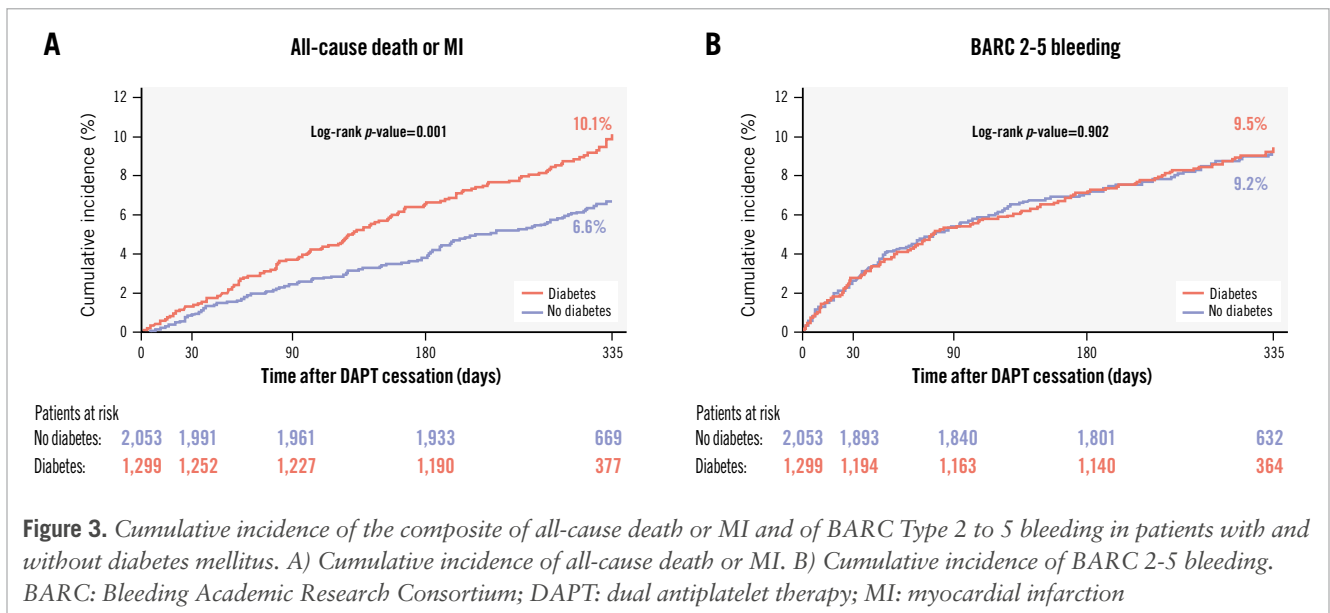 A
All-cause death or MI
Cumulative incidence (%)
12
10
8
6
4
2
0
Log-rank p-value=0.001
10.1%
6.6%
Diabetes
No diabetes
0 30 90 180 335
Time after DAPT cessation (days)
Patients at risk
No diabetes: 2,053 1,991 1,961 1,933 669
Diabetes: 1,299 1,252 1,227 1,190 377
B
BARC 2-5 bleeding
Cumulative incidence (%)
12
10
8
6
4
2
0
Log-rank p-value=0.902
9.5%
9.2%
Diabetes
No diabetes
0 30 90 180 335
Time after DAPT cessation (days)
Patients at risk
No diabetes: 2,053 1,893 1,840 1,801 632
Diabetes: 1,299 1,194 1,163 1,140 364
Figure 3. Cumulative incidence of the composite of all-cause death or MI and of BARC Type 2 to 5 bleeding in patients with and
without diabetes mellitus. A) Cumulative incidence of all-cause death or MI. B) Cumulative incidence of BARC 2-5 bleeding.
BARC: Bleeding Academic Research Consortium; DAPT: dual antiplatelet therapy; MI: myocardial infarction